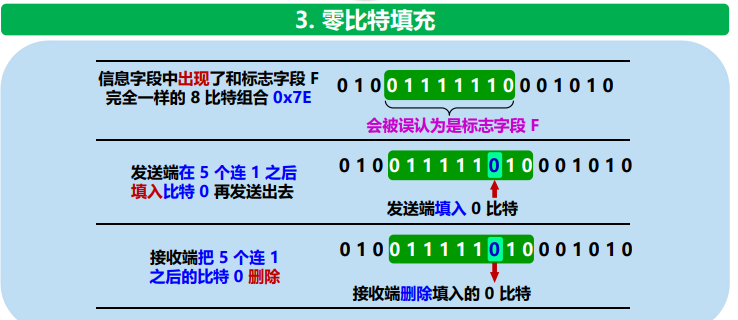 3. 零比特填充
信息字段中出现了和标志字段 F
完全一样的 8 比特组合 0x7E
0 1 0 0 1 1 1 1 1 1 0 0 0 1 0 1 0
会被误认为是标志字段 F
发送端在 5 个连 1 之后
填入比特 0 再发送出去
0 1 0 0 1 1 1 1 1 0 1 0 0 0 1 0 1 0
发送端填入 0 比特
接收端把 5 个连 1
之后的比特 0 删除
0 1 0 0 1 1 1 1 1 0 1 0 0 0 1 0 1 0
接收端删除填入的 0 比特